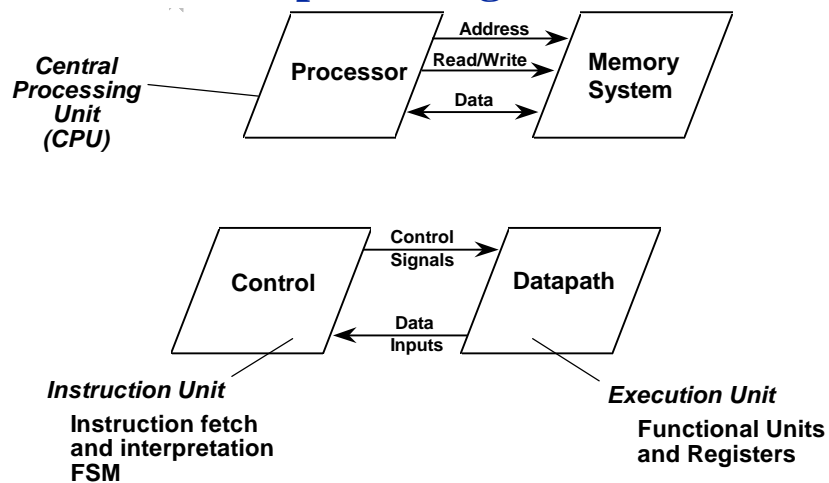 Address
Read/Write
Data
Processor
Memory
System
Central
Processing
Unit
(CPU)
Control
Signals
Control
Datapath
Data
Inputs
Instruction Unit
Instruction fetch
and interpretation
FSM
Execution Unit
Functional Units
and Registers